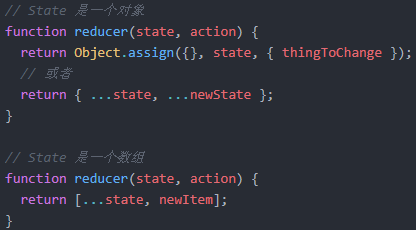 // State 是一个对象
function reducer(state, action) {
  return Object.assign({}, state, { thingToChange });
  // 或者
  return { ...state, ...newState };
}

// State 是一个数组
function reducer(state, action) {
  return [...state, newItem];
}